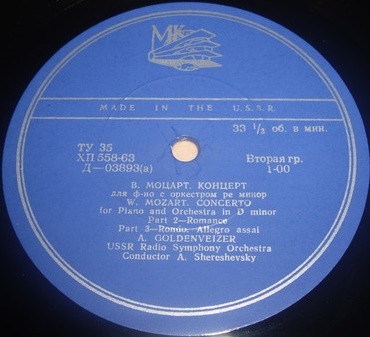 МК
MADE IN THE U.S.S.R.
33 ⅓ об. в мин.
ТУ 35
ХП 558-63
Д—03893(а)
Вторая гр.
1-00
В. МОЦАРТ. КОНЦЕРТ
для ф-но с оркестром ре минор
W. MOZART. CONCERTO
for Piano and Orchestra in D minor
Part 2—Romance
Part 3—Rondo. Allegro assai
A. GOLDENVEIZER
USSR Radio Symphony Orchestra
Conductor A. Shereshevsky